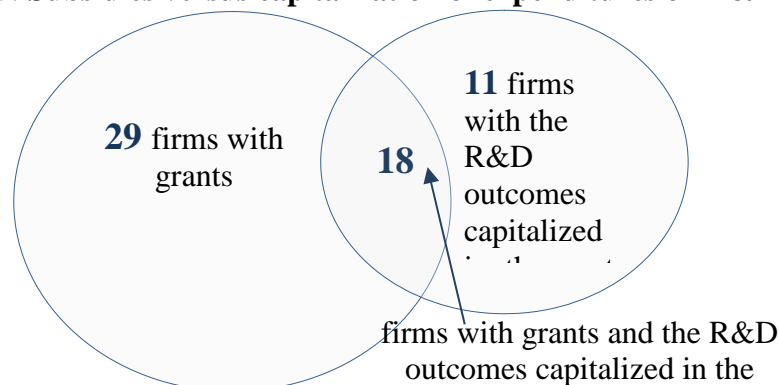 29 firms with
grants
18
11 firms
with the
R&D
outcomes
capitalized
firms with grants and the R&D
outcomes capitalized in the